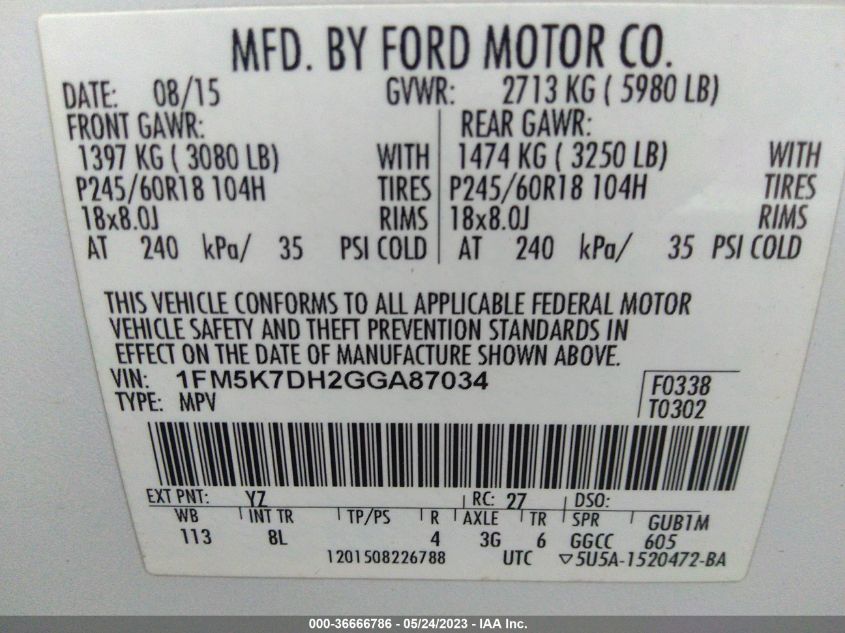 MFD. BY FORD MOTOR CO.
DATE: 08/15 GVWR: 2713 KG ( 5980 LB)
FRONT GAWR: REAR GAWR:
1397 KG ( 3080 LB) WITH 1474 KG ( 3250 LB) WITH
P245/60R18 104H TIRES P245/60R18 104H TIRES
18x8.0J RIMS 18x8.0J RIMS
AT 240 kPa/ 35 PSI COLD AT 240 kPa/ 35 PSI COLD
THIS VEHICLE CONFORMS TO ALL APPLICABLE FEDERAL MOTOR
VEHICLE SAFETY AND THEFT PREVENTION STANDARDS IN
EFFECT ON THE DATE OF MANUFACTURE SHOWN ABOVE.
VIN: 1FM5K7DH2GGA87034 F0338
TYPE: MPV T0302
EXT PNT: YZ RC: 27 DSO:
WB INT TR TP/PS R AXLE TR SPR GUB1M
113 8L 4 3G 6 GGCC 605
1201508226788 UTC ▽5U5A-1520472-BA
000-36666786 - 05/24/2023 - IAA Inc.